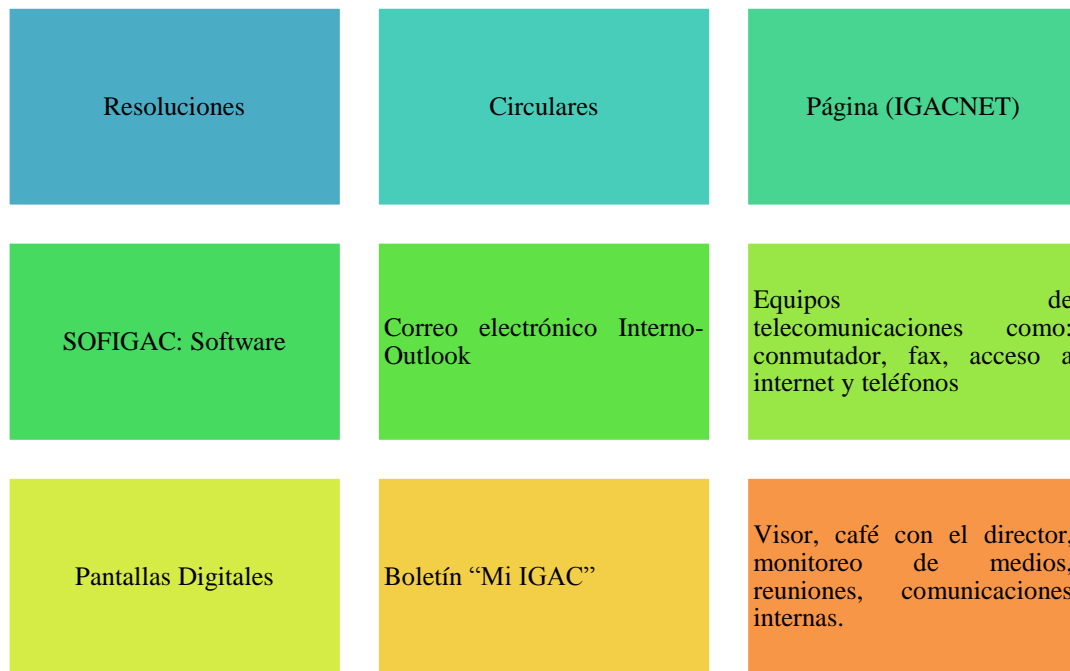 Resoluciones
Circulares
Página (IGACNET)
SOFIGAC: Software
Correo electrónico Interno-
Outlook
Equipos de
telecomunicaciones como:
conmutador, fax, acceso a
internet y teléfonos
Pantallas Digitales
Boletín “Mi IGAC”
Visor, café con el director,
monitoreo de medios,
reuniones, comunicaciones
internas.